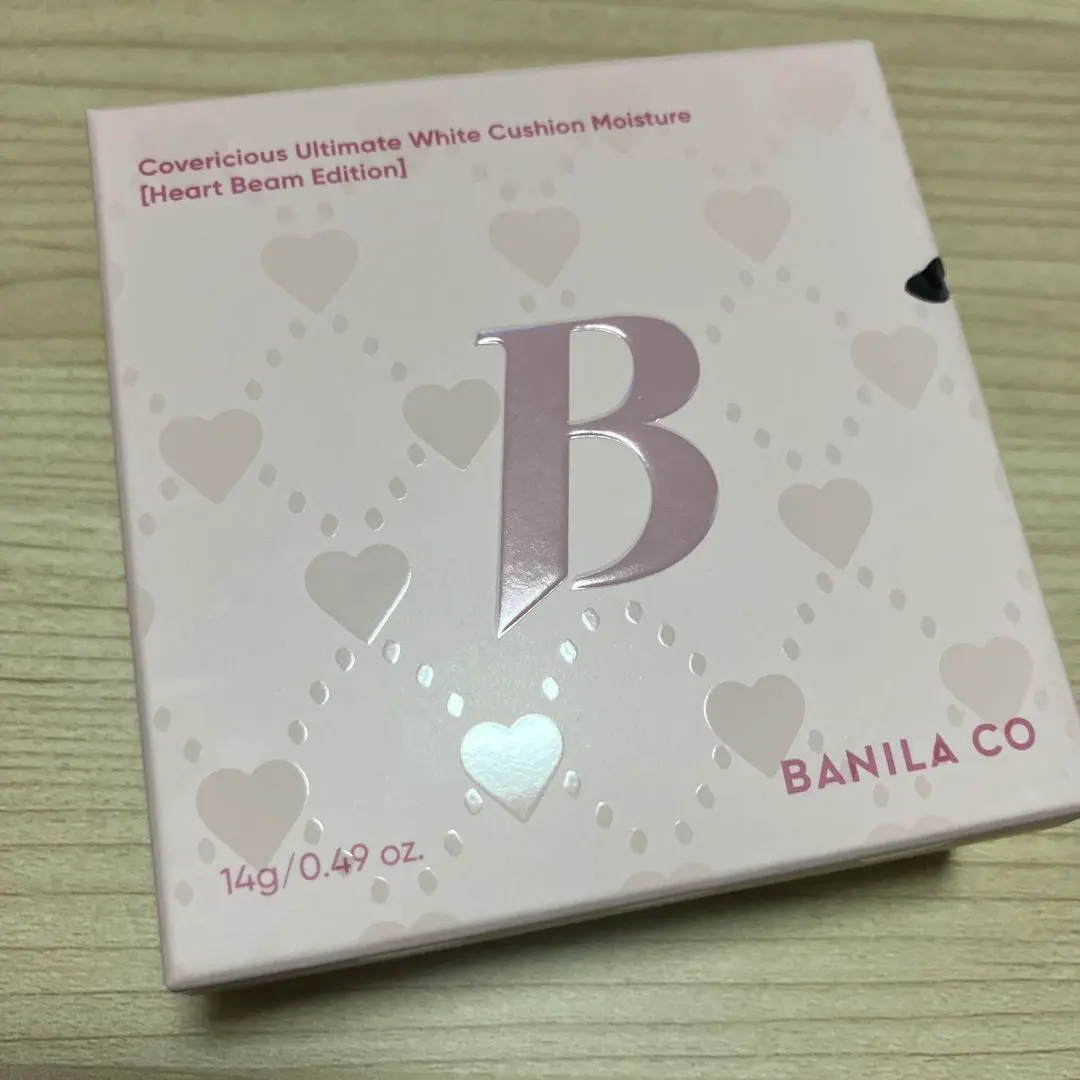 Covericious Ultimate White Cushion Moisture
[Heart Beam Edition]
B
BANILA CO
14g/0.49 oz.